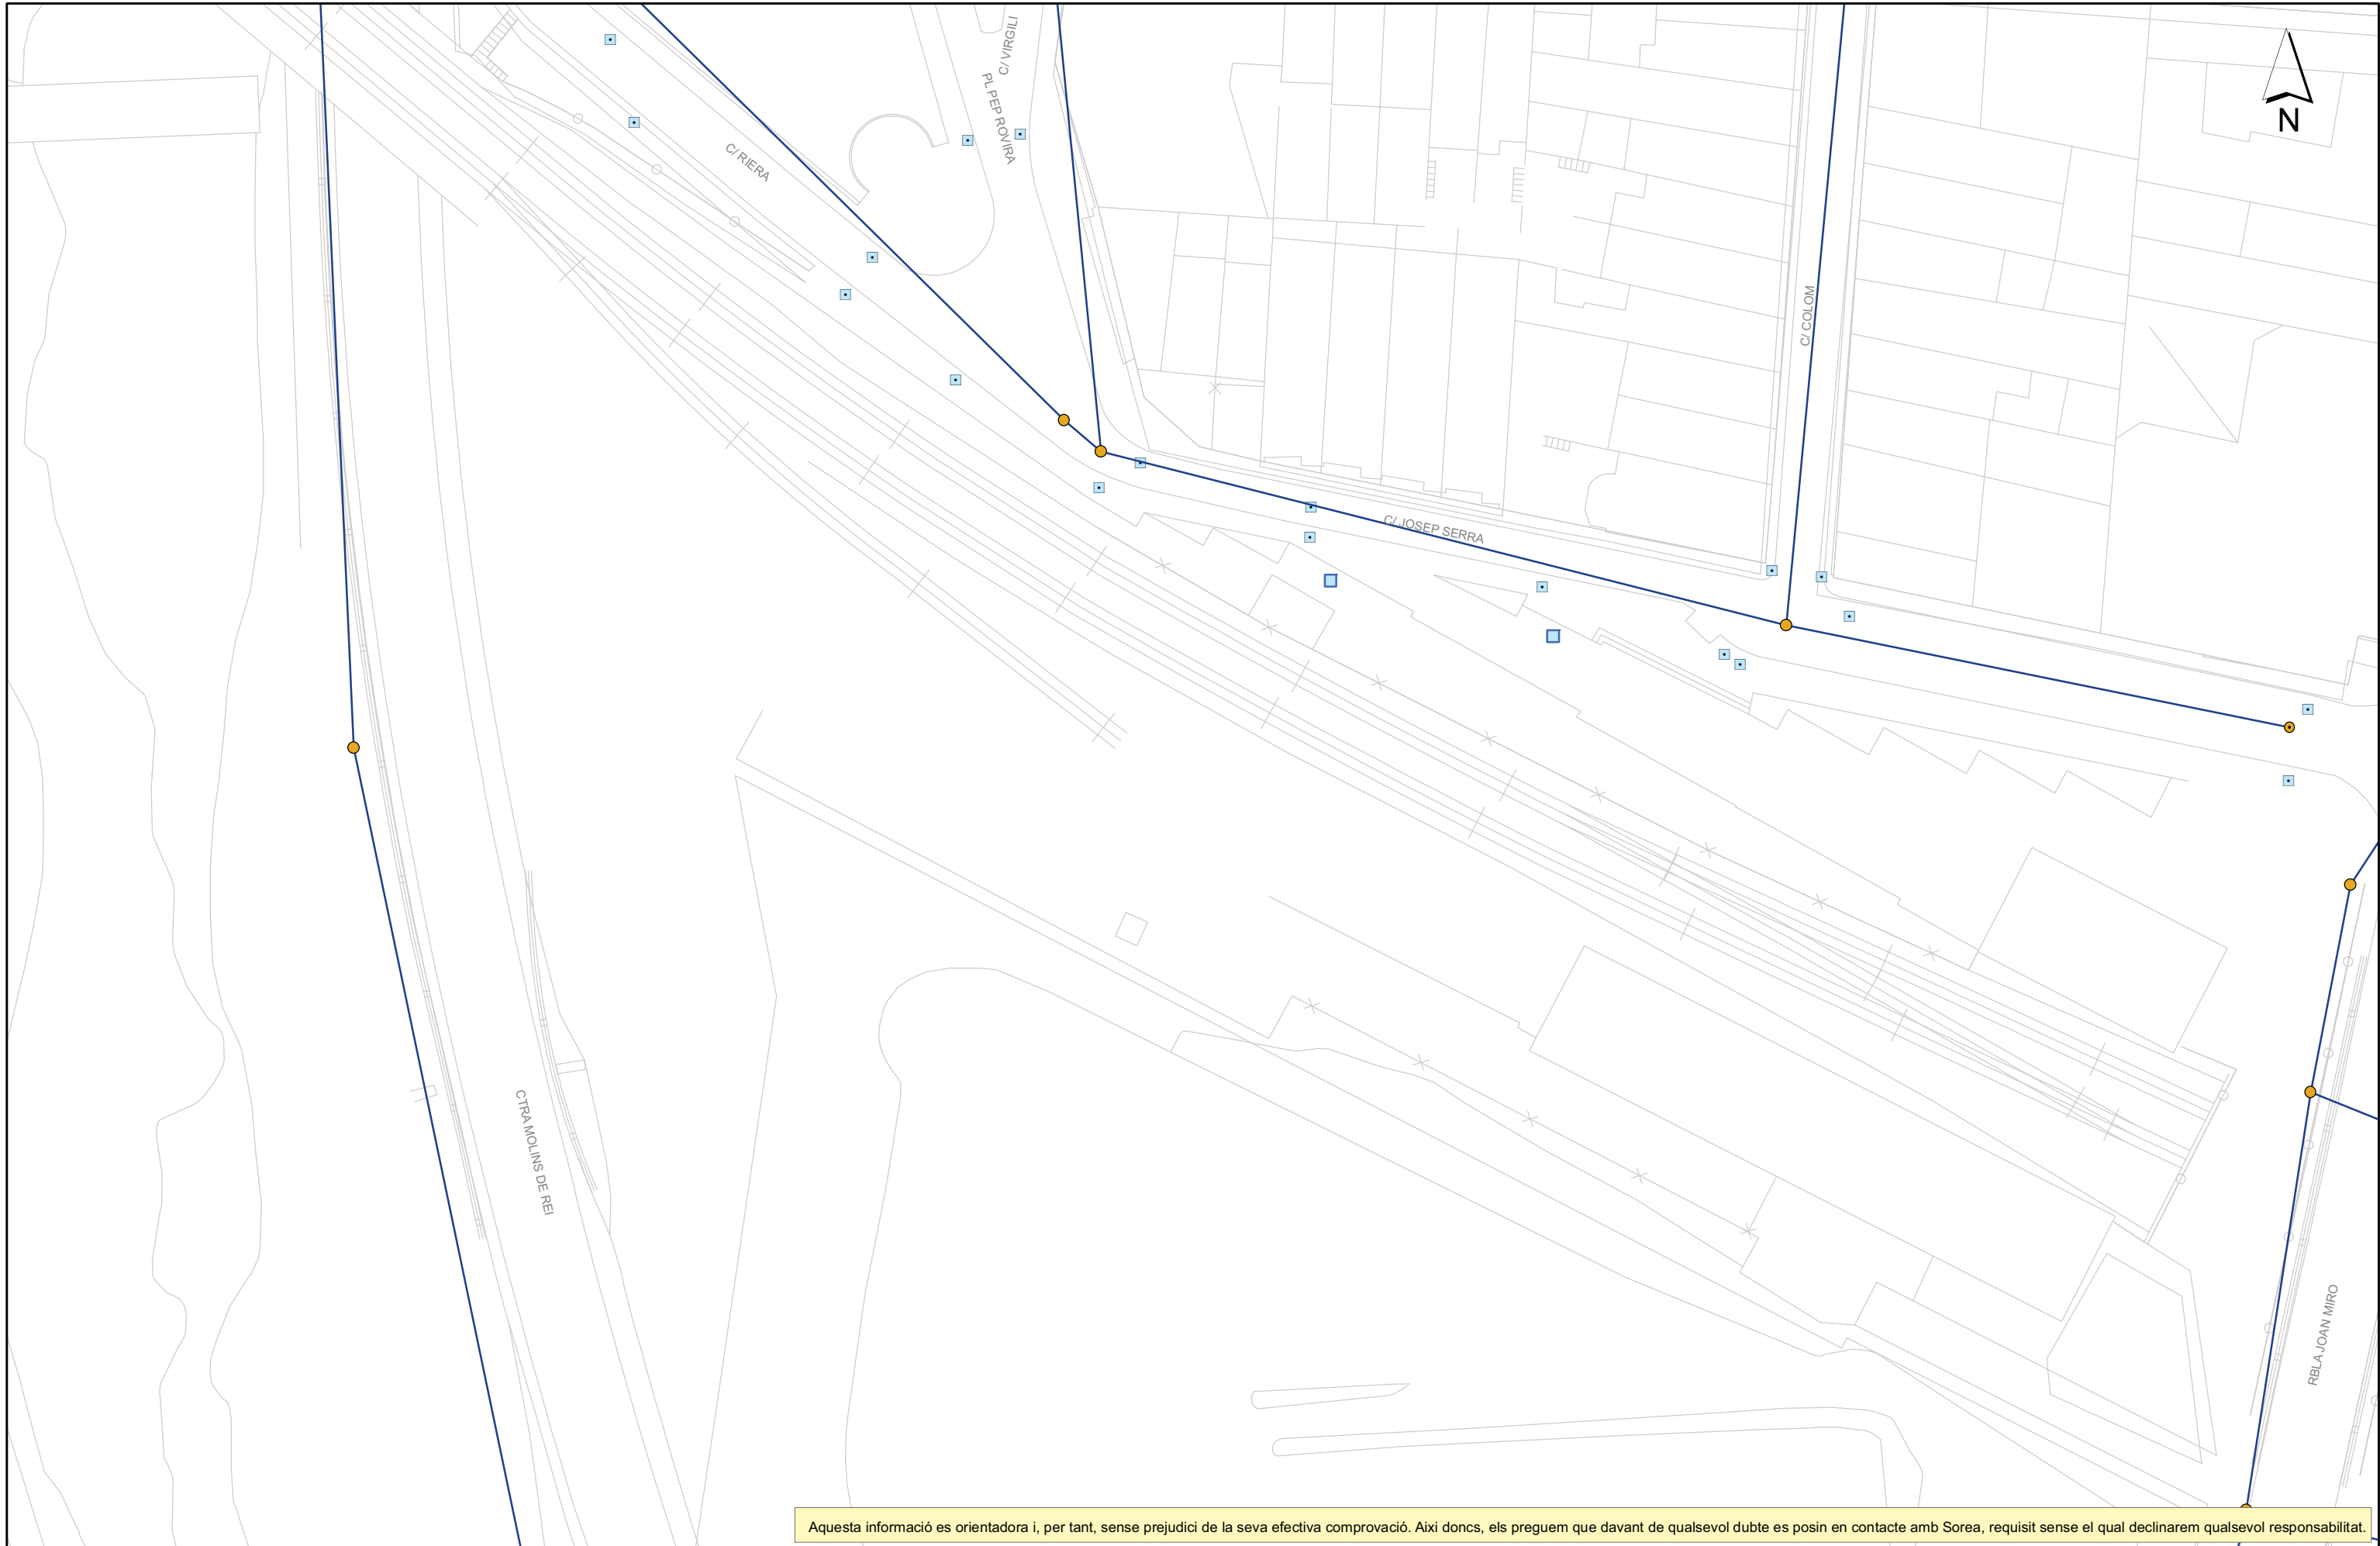 C/ VIRGILI
PL PEP ROVIRA
C/ RIERA
N
C/ COLOM
C/ JOSEP SERRA
CTRA MOLINS DE REI
RBLA JOAN MIRO
Aquesta informació es orientadora i, per tant, sense prejudici de la seva efectiva comprovació. Aixi doncs, els preguem que davant de qualsevol dubte es posin en contacte amb Sorea, requisit sense el qual declinarem qualsevol responsabilitat.